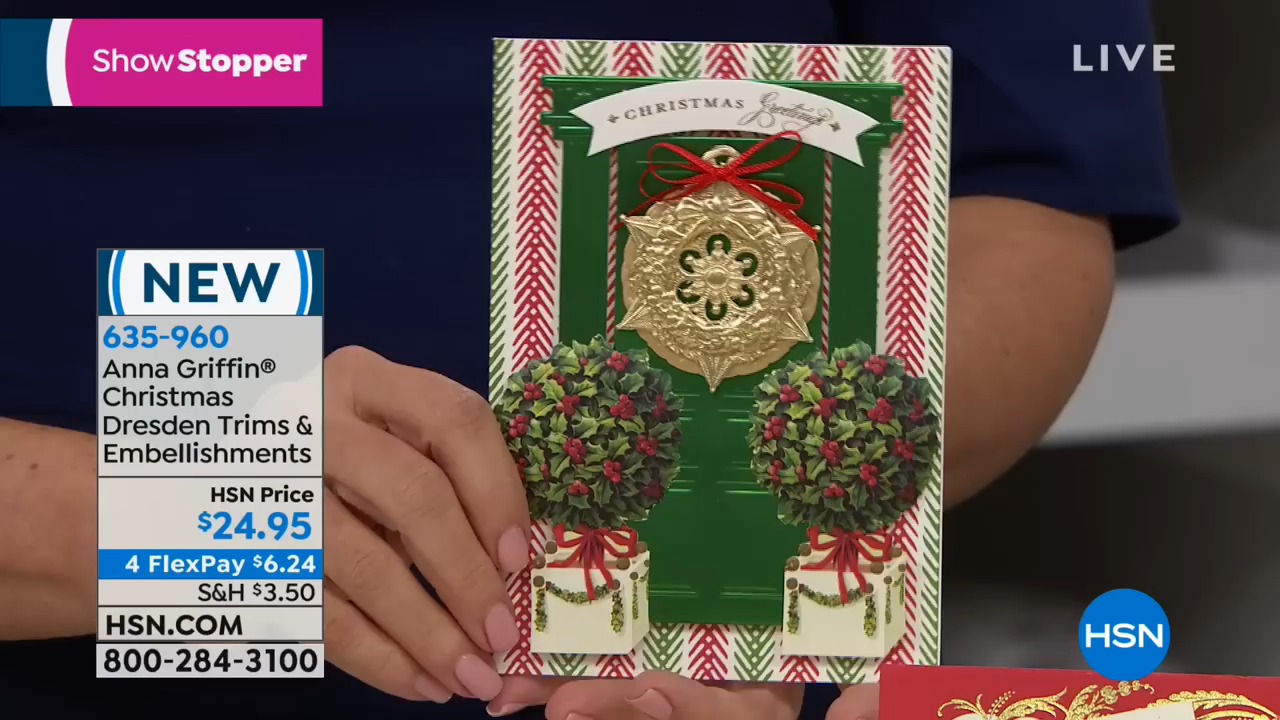 ShowStopper
LIVE
CHRISTMAS Greetings
NEW
635-960
Anna Griffin®
Christmas
Dresden Trims &
Embellishments
HSN Price
$24.95
4 FlexPay $6.24
S&H $3.50
HSN.COM
800-284-3100
HSN